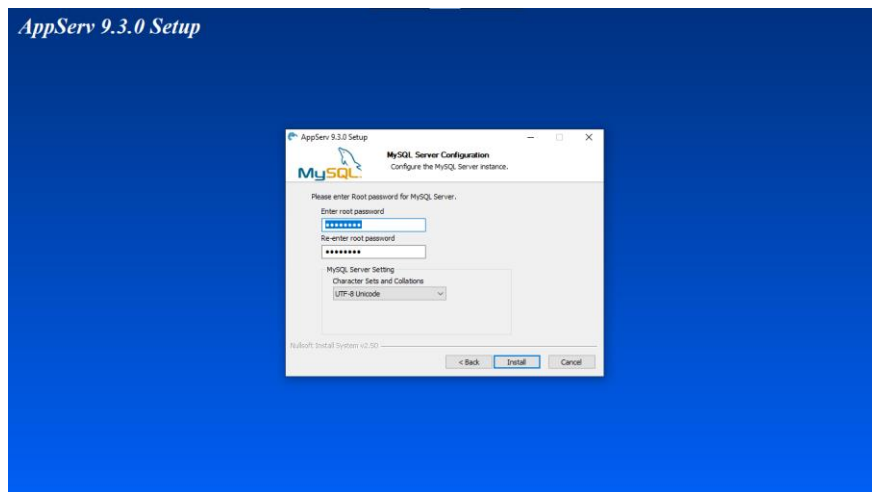 AppServ 9.3.0 Setup
AppServ 9.3.0 Setup
MySQL
MySQL Server Configuration
Configure the MySQL Server instance.
Please enter Root password for MySQL Server.
Enter root password
••••••••
Re-enter root password
••••••••
MySQL Server Setting
Character Sets and Collations
UTF-8 Unicode
Nullsoft Install System v2.50
< Back
Install
Cancel